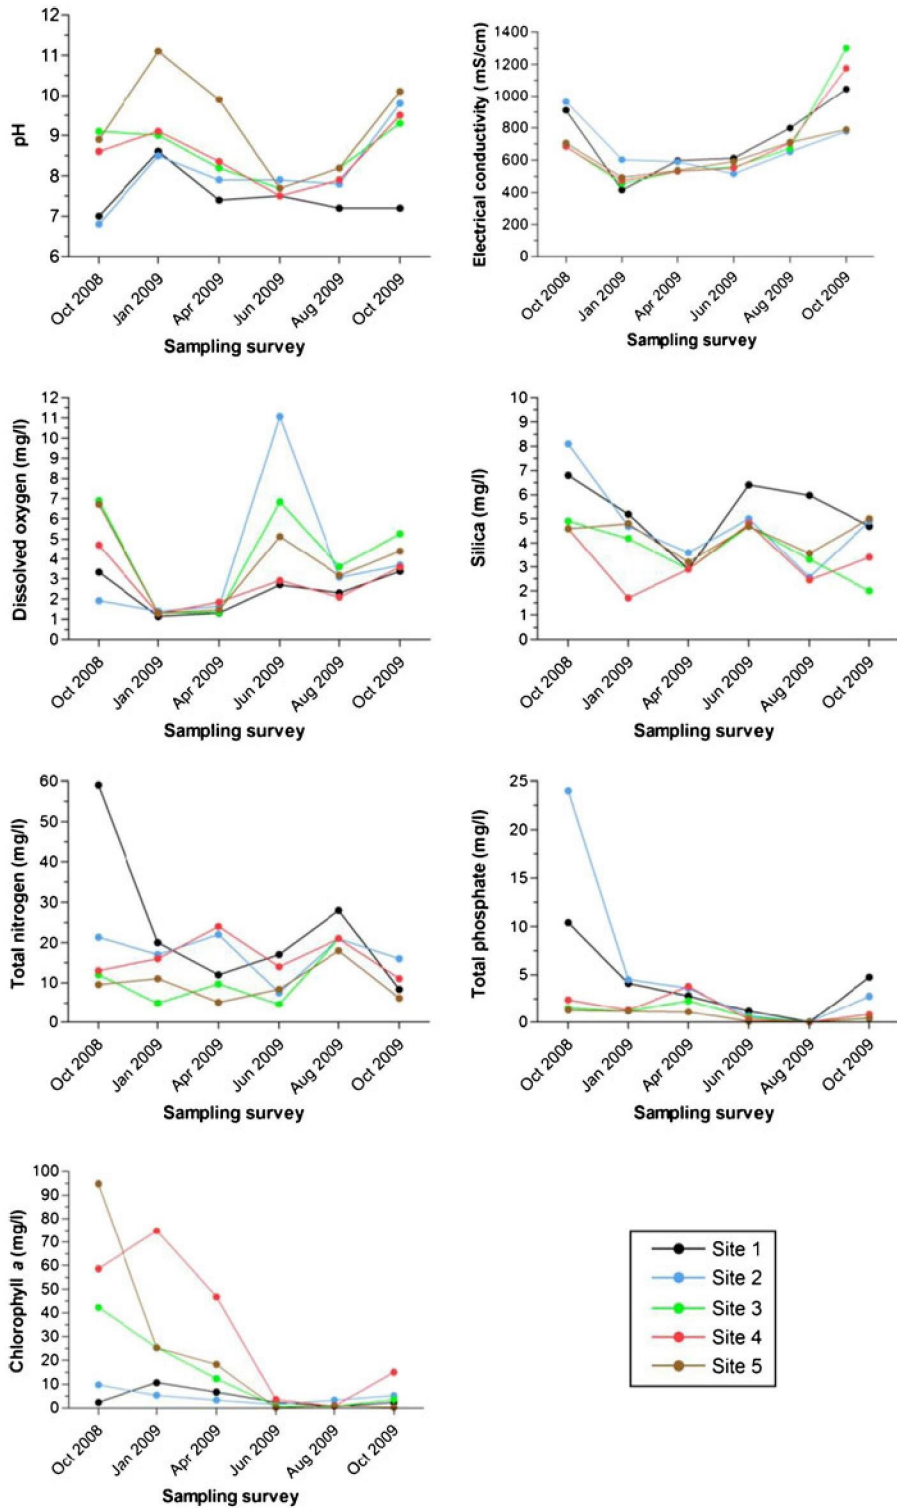 pH
12
11
10
9
8
7
6
Oct 2008
Jan 2009
Apr 2009
Jun 2009
Aug 2009
Oct 2009
Sampling survey
Electrical conductivity (mS/cm)
1400
1200
1000
800
600
400
200
0
Oct 2008
Jan 2009
Apr 2009
Jun 2009
Aug 2009
Oct 2009
Sampling survey
Dissolved oxygen (mg/l)
12
11
10
9
8
7
6
5
4
3
2
1
0
Oct 2008
Jan 2009
Apr 2009
Jun 2009
Aug 2009
Oct 2009
Sampling survey
Silica (mg/l)
10
9
8
7
6
5
4
3
2
1
0
Oct 2008
Jan 2009
Apr 2009
Jun 2009
Aug 2009
Oct 2009
Sampling survey
Total nitrogen (mg/l)
60
50
40
30
20
10
0
Oct 2008
Jan 2009
Apr 2009
Jun 2009
Aug 2009
Oct 2009
Sampling survey
Total phosphate (mg/l)
25
20
15
10
5
0
Oct 2008
Jan 2009
Apr 2009
Jun 2009
Aug 2009
Oct 2009
Sampling survey
Chlorophyll a (mg/l)
100
90
80
70
60
50
40
30
20
10
0
Oct 2008
Jan 2009
Apr 2009
Jun 2009
Aug 2009
Oct 2009
Sampling survey
Site 1
Site 2
Site 3
Site 4
Site 5